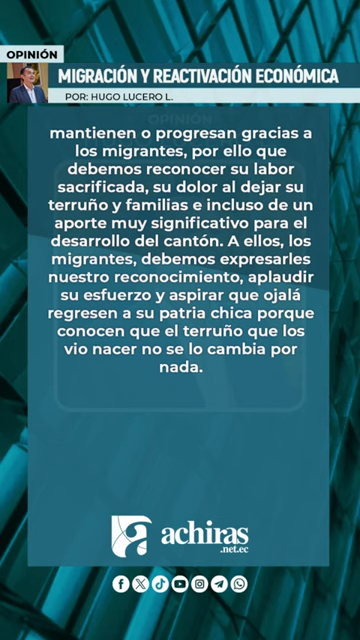 OPINIÓN
MIGRACIÓN Y REACTIVACIÓN ECONÓMICA
POR: HUGO LUCERO L.
OPINIÓN
mantienen o progresan gracias a
los migrantes, por ello que
debemos reconocer su labor
sacrificada, su dolor al dejar su
terruño y familias e incluso de un
aporte muy significativo para el
desarrollo del cantón. A ellos, los
migrantes, debemos expresarles
nuestro reconocimiento, aplaudir
su esfuerzo y aspirar que ojalá
regresen a su patria chica porque
conocen que el terruño que los
vio nacer no se lo cambia por
nada.
achiras
.net.ec